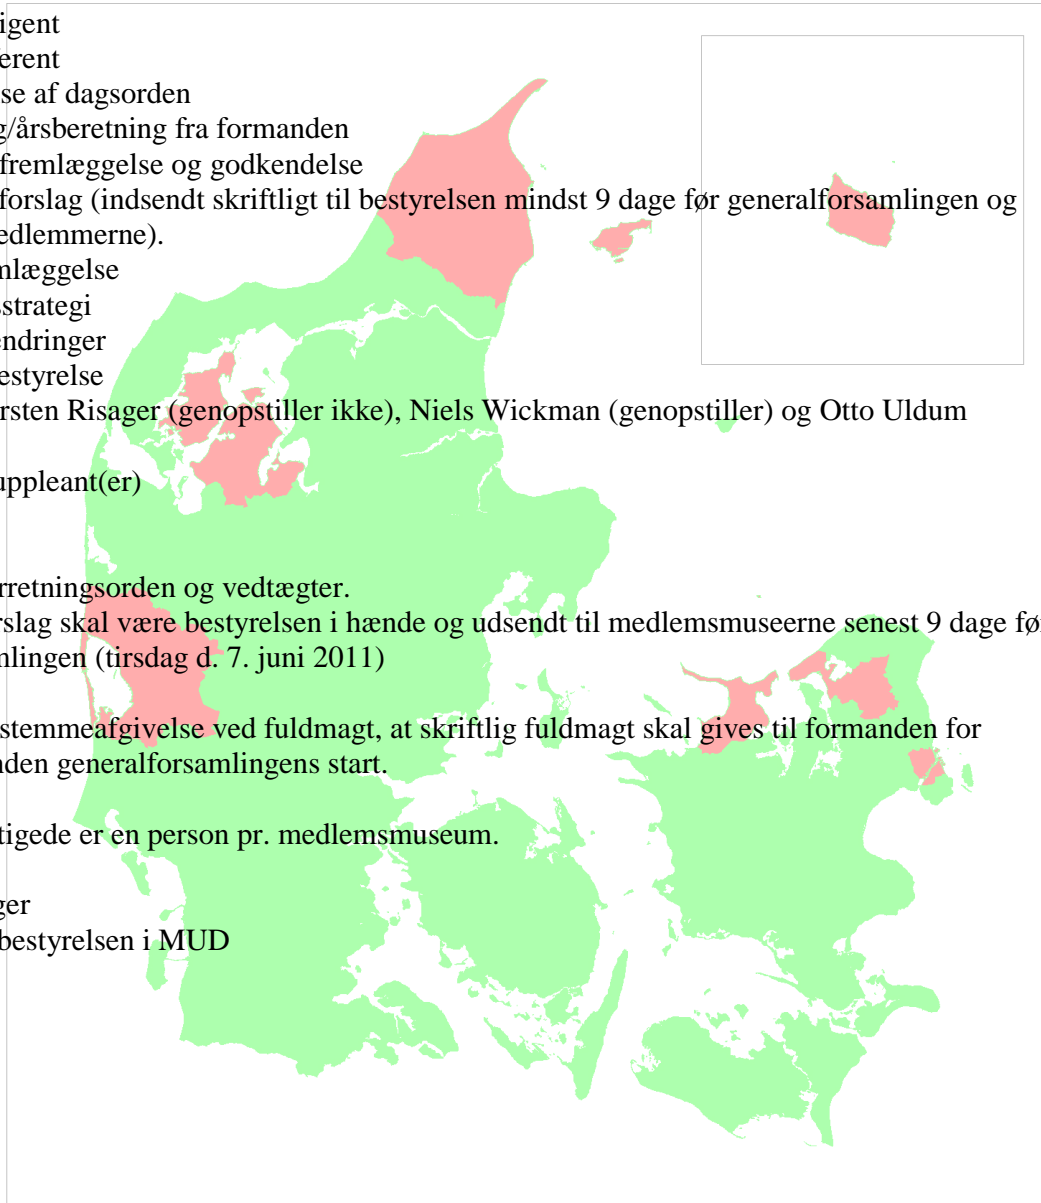 igent
erent
se af dagsorden
g/årsberetning fra formanden
fremlæggelse og godkendelse
forslag (indsendt skriftligt til bestyrelsen mindst 9 dage før generalforsamlingen og
edlemmerne).
nlæggelse
sstrategi
endringer
estyrelse
rsten Risager (genopstiller ikke), Niels Wickman (genopstiller) og Otto Uldum
uppleant(er)
rretningsorden og vedtægter.
rslag skal være bestyrelsen i hænde og udsendt til medlemsmuseerne senest 9 dage før
mlingen (tirsdag d. 7. juni 2011)
stemmeafgivelse ved fuldmagt, at skriftlig fuldmagt skal gives til formanden for
nden generalforsamlingens start.
tigede er en person pr. medlemsmuseum.
ger
bestyrelsen i MUD